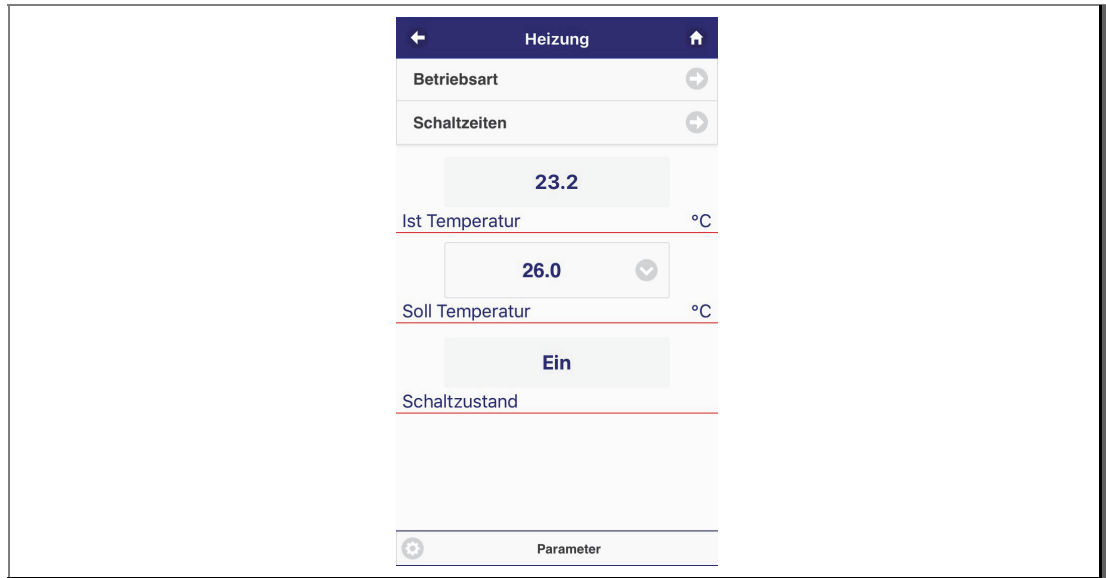 Heizung
Betriebsart
Schaltzeiten
23.2
Ist Temperatur °C
26.0
Soll Temperatur °C
Ein
Schaltzustand
Parameter